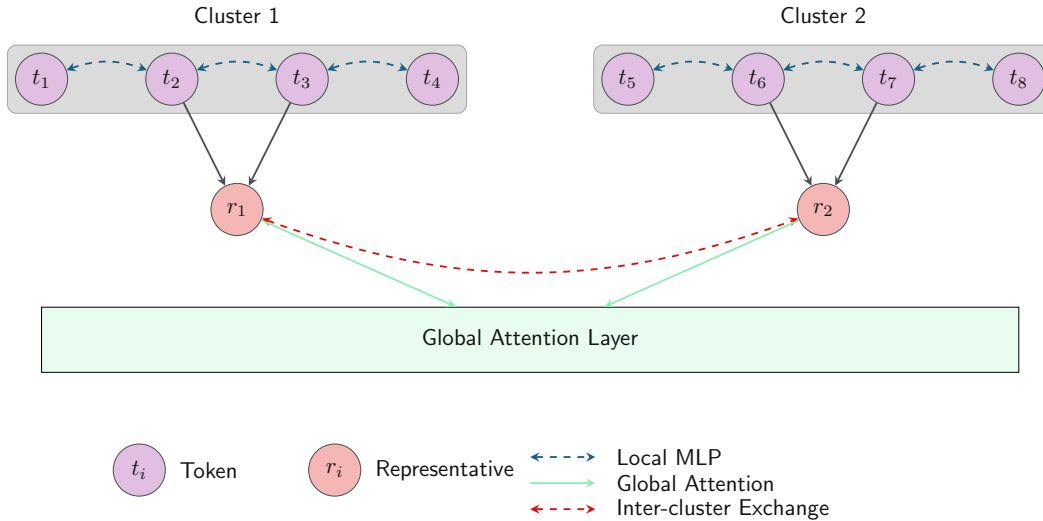 Cluster 1 Cluster 2
t₁ t₂ t₃ t₄ t₅ t₆ t₇ t₈
r₁ r₂
Global Attention Layer
tᵢ Token rᵢ Representative
Local MLP
Global Attention
Inter-cluster Exchange